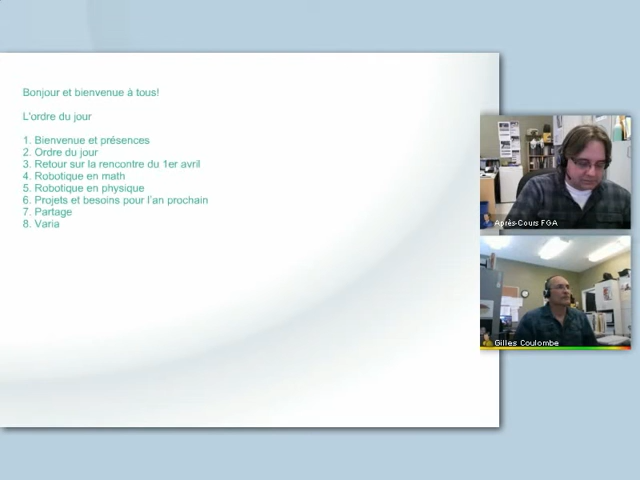 Bonjour et bienvenue à tous!
L'ordre du jour
1. Bienvenue et présences
2. Ordre du jour
3. Retour sur la rencontre du 1er avril
4. Robotique en math
5. Robotique en physique
6. Projets et besoins pour l'an prochain
7. Partage
8. Varia
Après-Cours FGA
Gilles Coulombe